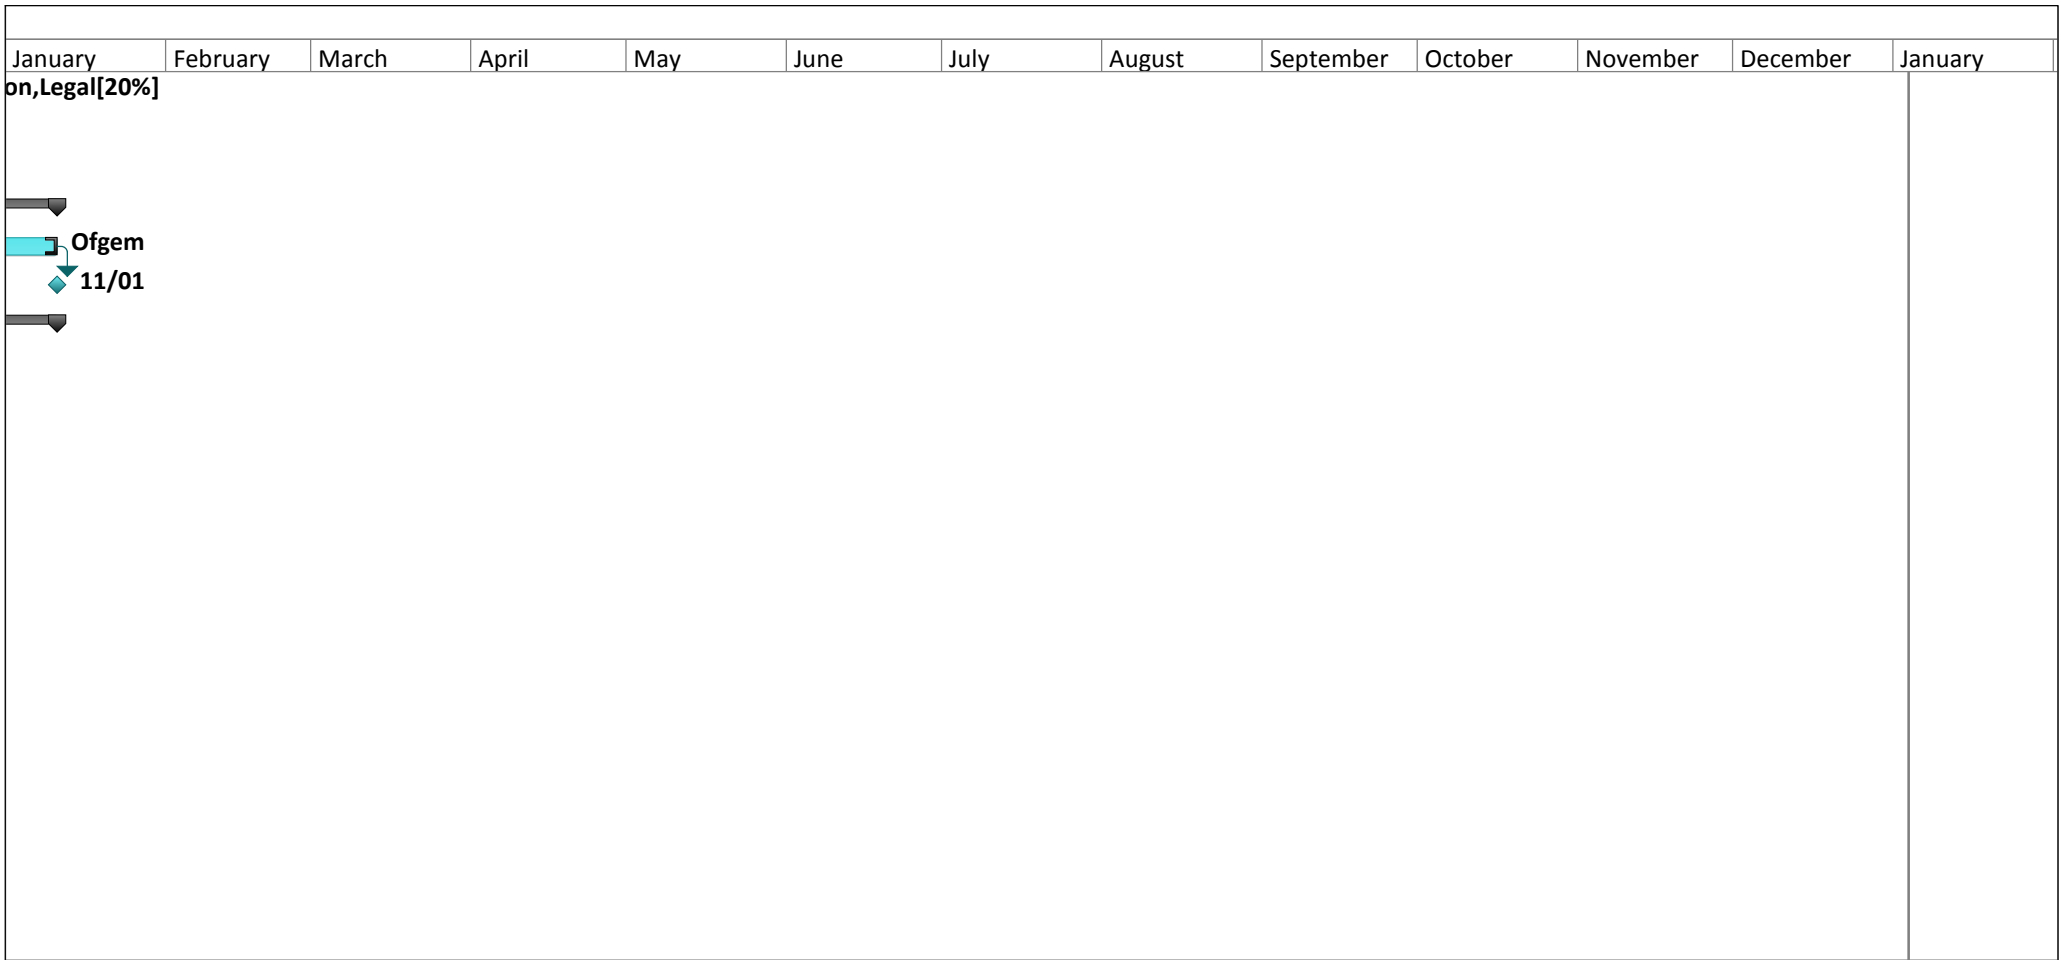 January February March April May June July August September October November December January
on,Legal[20%]
Ofgem
11/01